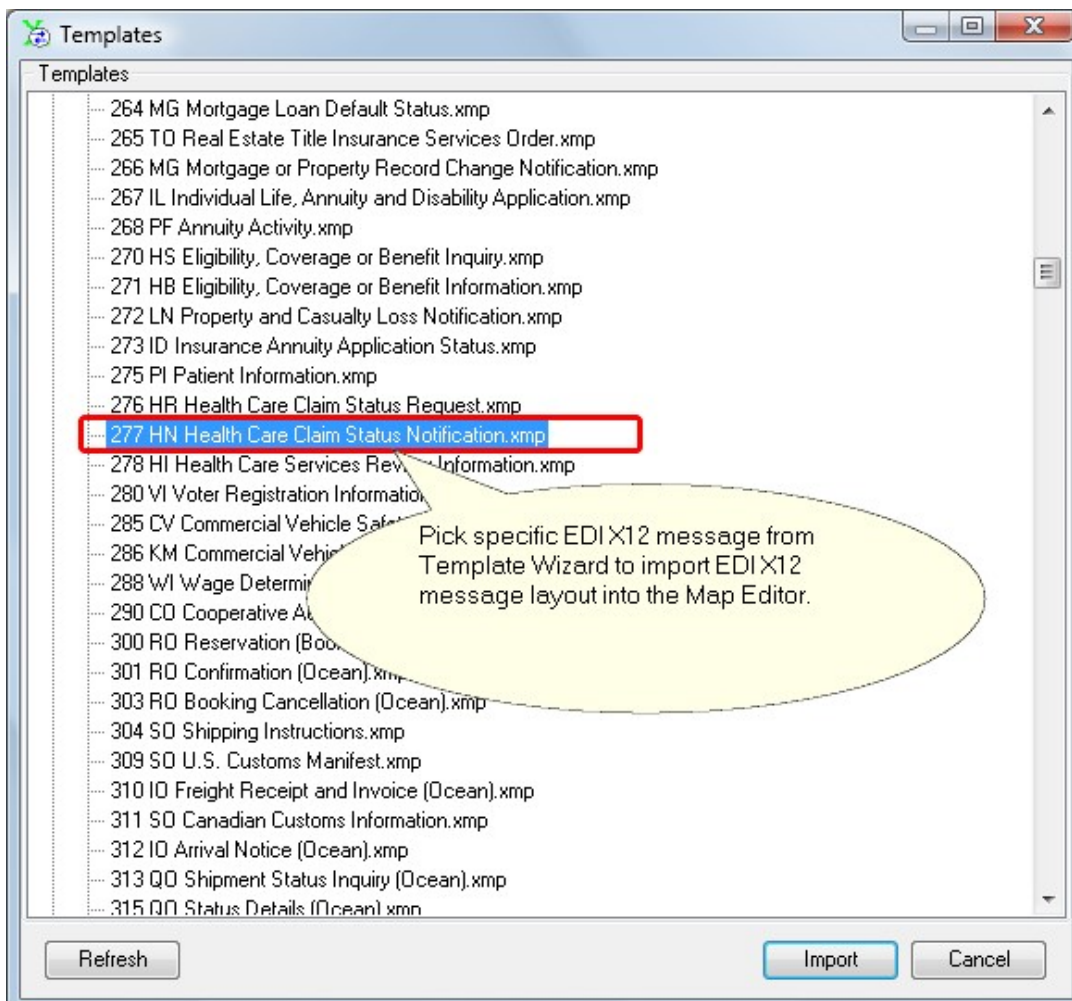 Templates
Templates
264 MG Mortgage Loan Default Status.xmp
265 TO Real Estate Title Insurance Services Order.xmp
266 MG Mortgage or Property Record Change Notification.xmp
267 IL Individual Life, Annuity and Disability Application.xmp
268 PF Annuity Activity.xmp
270 HS Eligibility, Coverage or Benefit Inquiry.xmp
271 HB Eligibility, Coverage or Benefit Information.xmp
272 LN Property and Casualty Loss Notification.xmp
273 ID Insurance Annuity Application Status.xmp
275 PI Patient Information.xmp
276 HR Health Care Claim Status Request.xmp
277 HN Health Care Claim Status Notification.xmp
278 HI Health Care Services Review Information.xmp
280 VI Voter Registration Information
285 CV Commercial Vehicle
286 KM Commercial
288 WI Wage
290 CO Cooperative
300 RO Reservation
301 RO Confirmation (Ocean).xmp
303 RO Booking Cancellation (Ocean).xmp
304 SO Shipping Instructions.xmp
309 SO U.S. Customs Manifest.xmp
310 IO Freight Receipt and Invoice (Ocean).xmp
311 SO Canadian Customs Information.xmp
312 IO Arrival Notice (Ocean).xmp
313 QO Shipment Status Inquiry (Ocean).xmp
315 QO Status Details (Ocean).xmp
Pick specific EDI X12 message from
Template Wizard to import EDI X12
message layout into the Map Editor.
Refresh
Import
Cancel